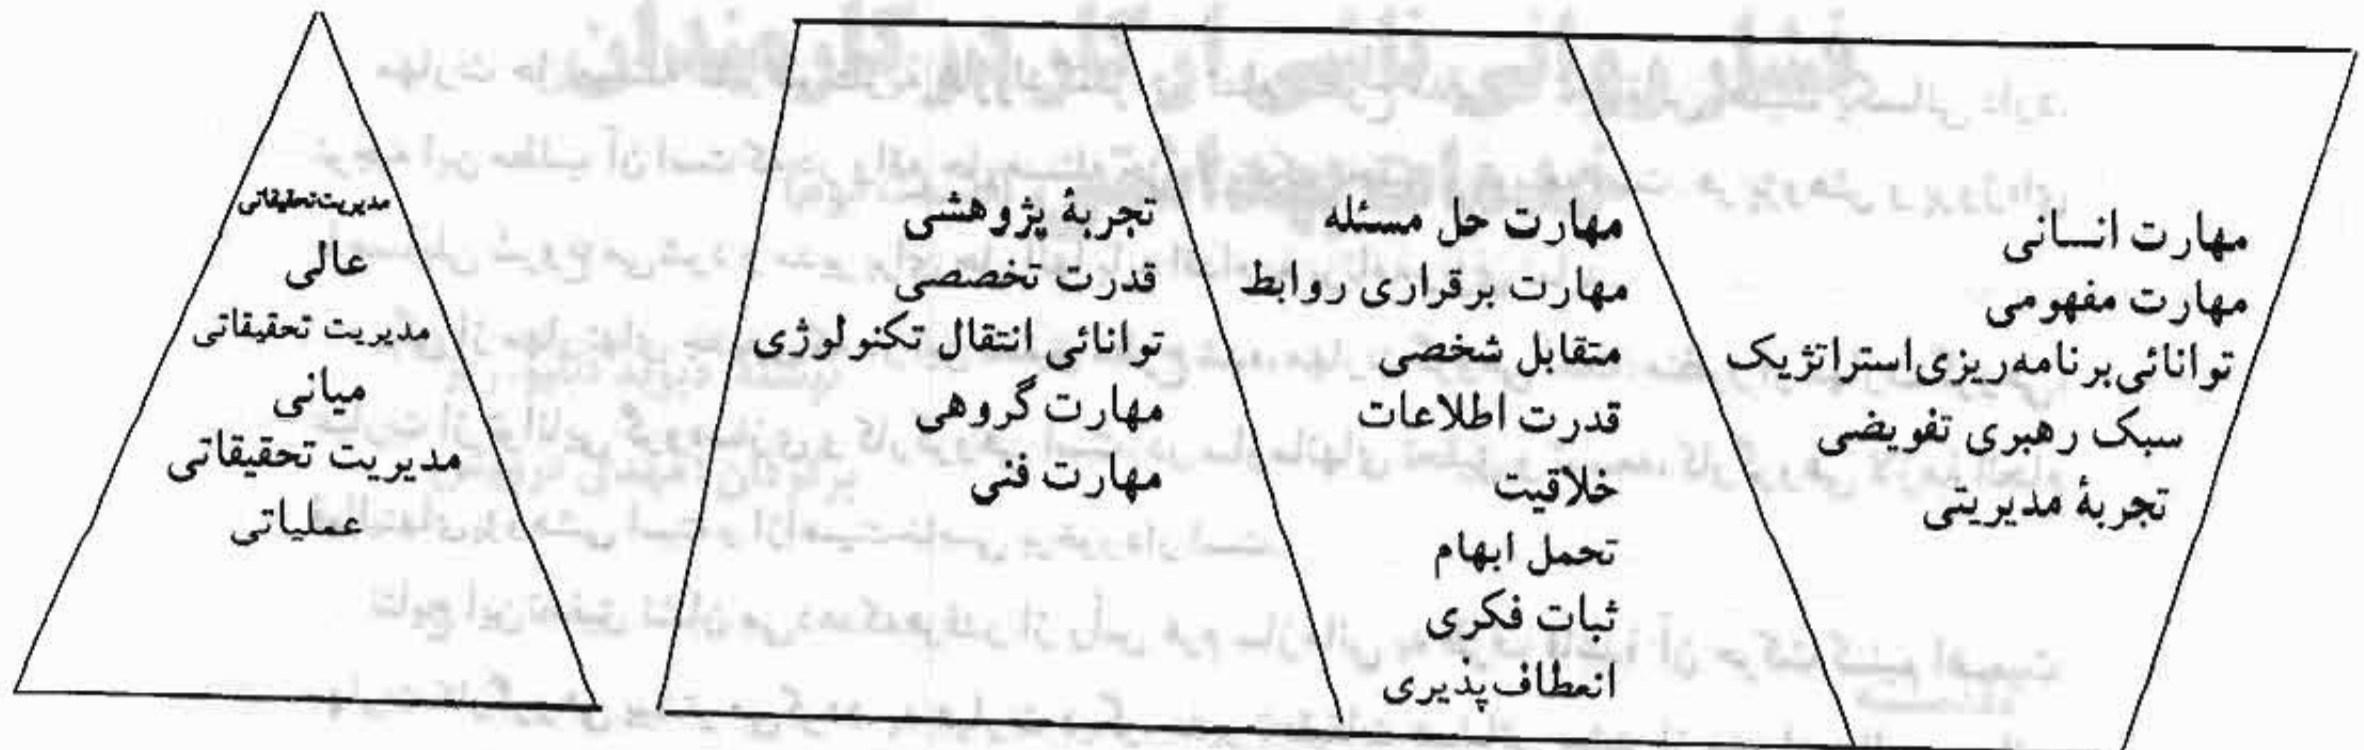 مهارت انسانی
مهارت مفهومی
توانائی برنامه‌ریزی استراتژیک
سبک رهبری تفویضی
تجربهٔ مدیریتی
مهارت حل مسئله
مهارت برقراری روابط
متقابل شخصی
قدرت اطلاعات
خلاقیت
تحمل ابهام
ثبات فکری
انعطاف‌پذیری
تجربهٔ پژوهشی
قدرت تخصصی
توانائی انتقال تکنولوژی
مهارت گروهی
مهارت فنی
مدیریت تحقیقاتی
عالی
مدیریت تحقیقاتی
میانی
مدیریت تحقیقاتی
عملیاتی